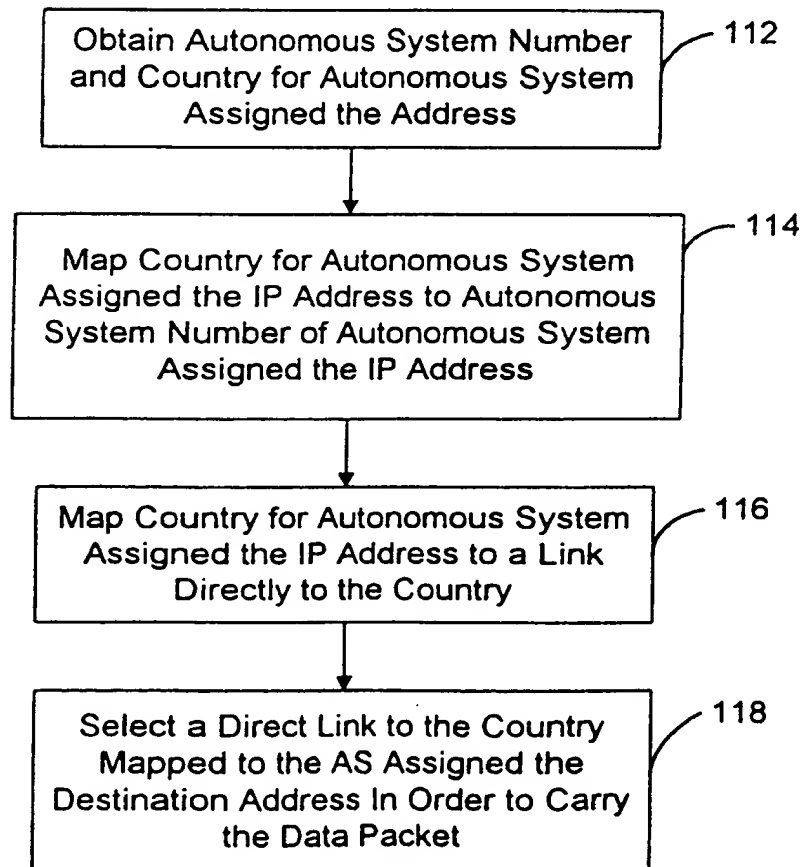 Obtain Autonomous System Number
and Country for Autonomous System
Assigned the Address
112
Map Country for Autonomous System
Assigned the IP Address to Autonomous
System Number of Autonomous System
Assigned the IP Address
114
Map Country for Autonomous System
Assigned the IP Address to a Link
Directly to the Country
116
Select a Direct Link to the Country
Mapped to the AS Assigned the
Destination Address In Order to Carry
the Data Packet
118